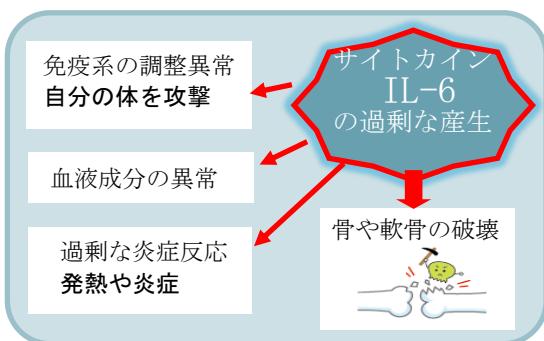 サイトカイン
IL-6
の過剰な産生
免疫系の調整異常
自分の体を攻撃
血液成分の異常
過剰な炎症反応
発熱や炎症
骨や軟骨の破壊